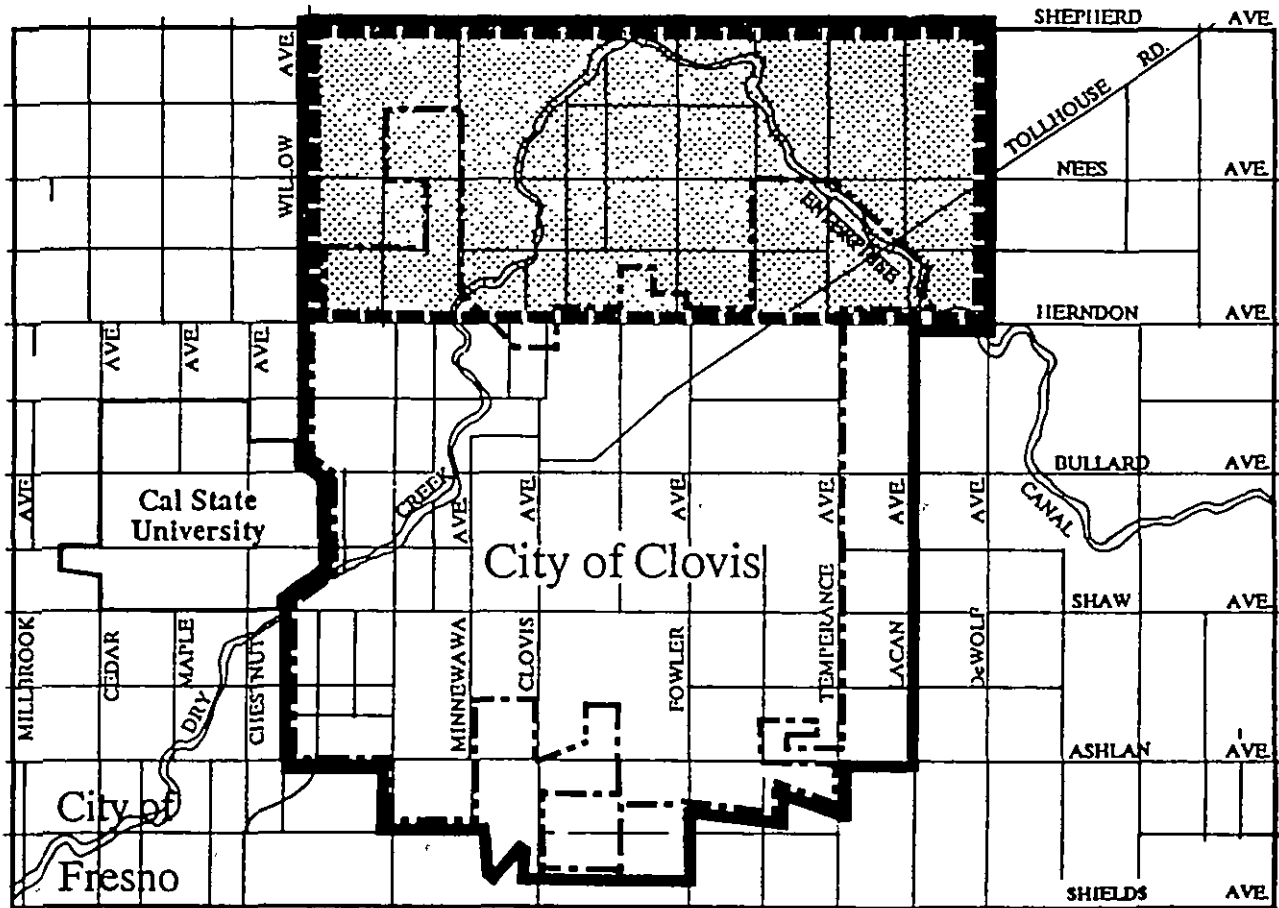 SHEPHERD AVE.
TOLLHOUSE RD.
WILLOW AVE.
NEES AVE.
ENTERPRISE
HERNDON AVE.
AVE.
AVE.
AVE.
BULLARD AVE.
Cal State
University
CREEK
CANAL
AVE.
AVE.
AVE.
AVE.
AVE.
AVE.
AVE.
City of Clovis
SHAW AVE.
MILLBROOK
CEDAR
MAPLE
CHESTNUT
MINNEWAWA
CLOVIS
FOWLER
TEMPERANCE
LACAN
DeWOLF
DRY
ASHLAN AVE.
City of
Fresno
SHIELDS AVE.